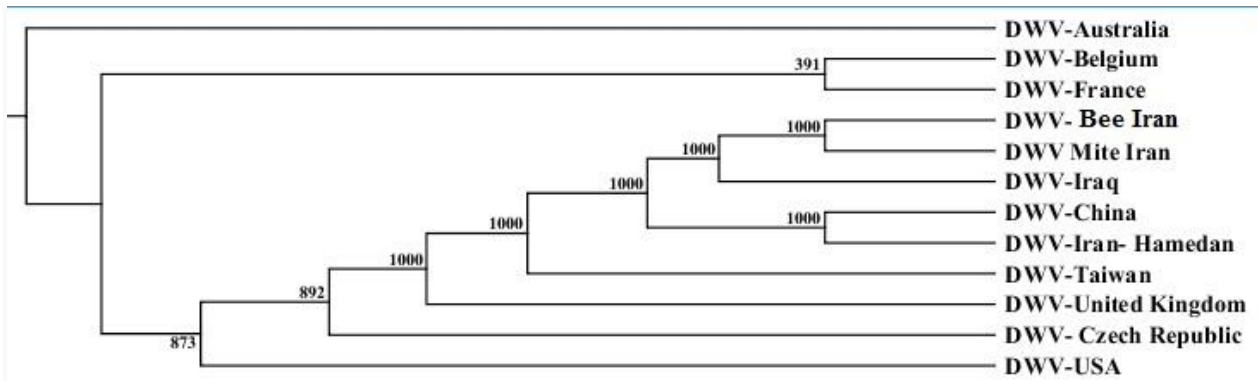 DWV-Australia
DWV-Belgium
391
DWV-France
DWV- Bee Iran
1000
DWV Mite Iran
1000
DWV-Iraq
1000
DWV-China
1000
DWV-Iran- Hamedan
1000
DWV-Taiwan
1000
DWV-United Kingdom
892
DWV- Czech Republic
873
DWV-USA